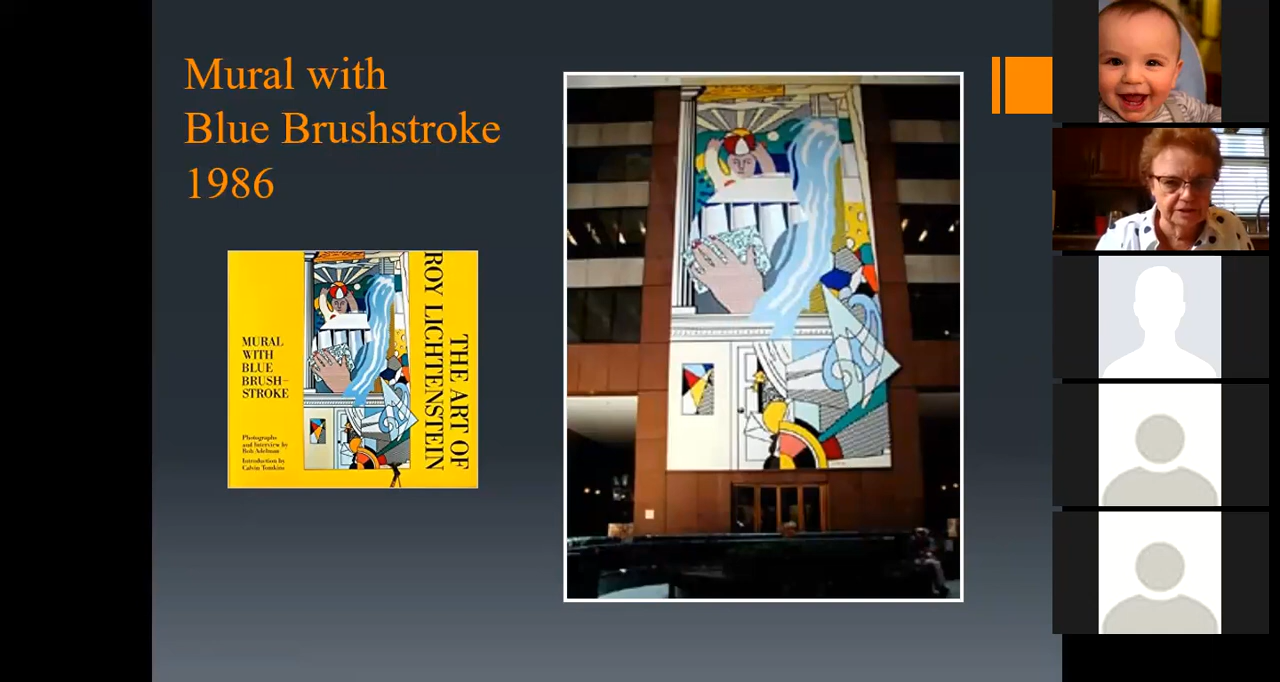 Mural with
Blue Brushstroke
1986
MURAL
WITH
BLUE
BRUSH-
STROKE
Photographs
and Interview by
Bob Adelman
Introduction by
Calvin Tomkins
THE ART OF
ROY LICHTENSTEIN